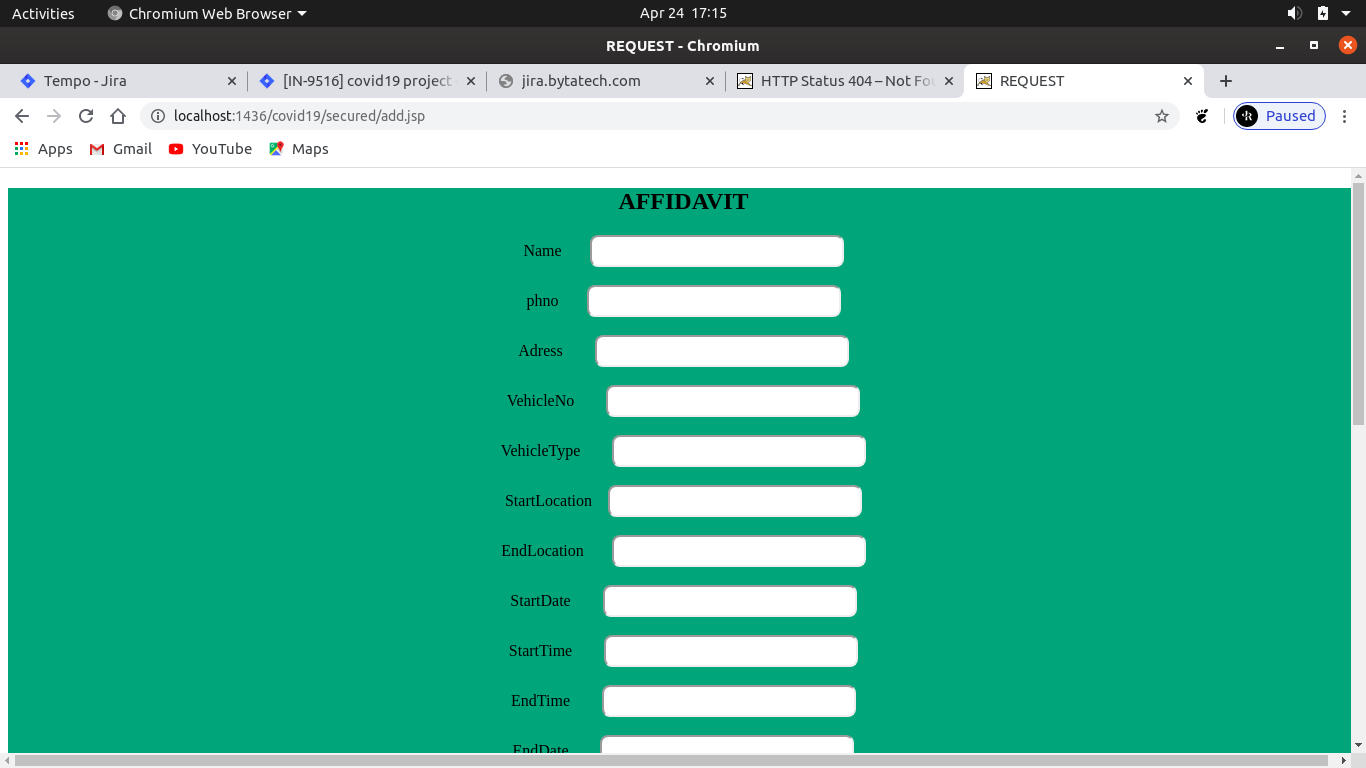 Activities Chromium Web Browser Apr 24 17:15
REQUEST - Chromium
Tempo - Jira [IN-9516] covid19 project jira.bytatech.com HTTP Status 404 – Not Fou REQUEST
localhost:1436/covid19/secured/add.jsp Paused
Apps Gmail YouTube Maps
AFFIDAVIT
Name
phno
Adress
VehicleNo
VehicleType
StartLocation
EndLocation
StartDate
StartTime
EndTime
EndDate